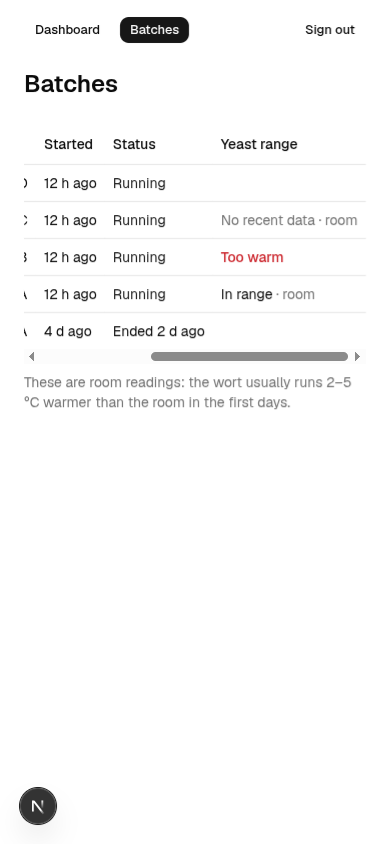 Dashboard Batches Sign out
Batches
Started Status Yeast range
12 h ago Running
12 h ago Running No recent data · room
12 h ago Running Too warm
12 h ago Running In range · room
4 d ago Ended 2 d ago
These are room readings: the wort usually runs 2–5
°C warmer than the room in the first days.
N